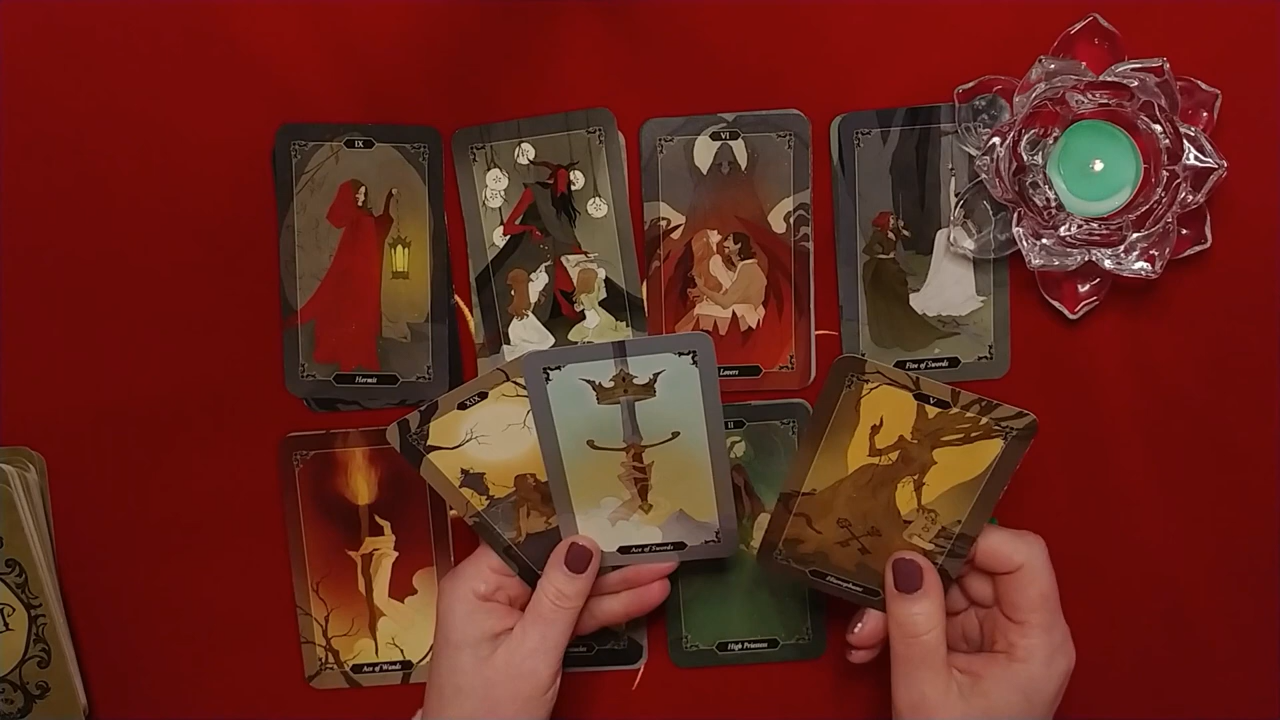 IX
VI
Hermit
Lovers
Five of Swords
XIX
V
II
Ace of Swords
Hierophant
Ace of Wands
High Priestess